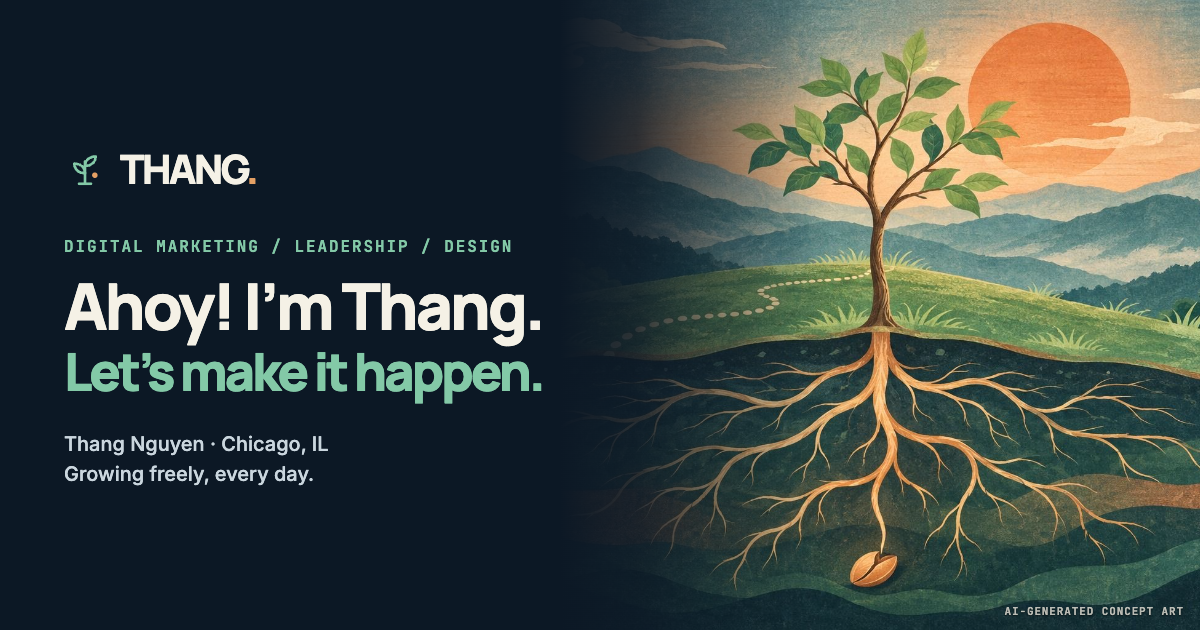 THANG.
DIGITAL MARKETING / LEADERSHIP / DESIGN
Ahoy! I’m Thang.
Let’s make it happen.
Thang Nguyen · Chicago, IL
Growing freely, every day.
AI-GENERATED CONCEPT ART